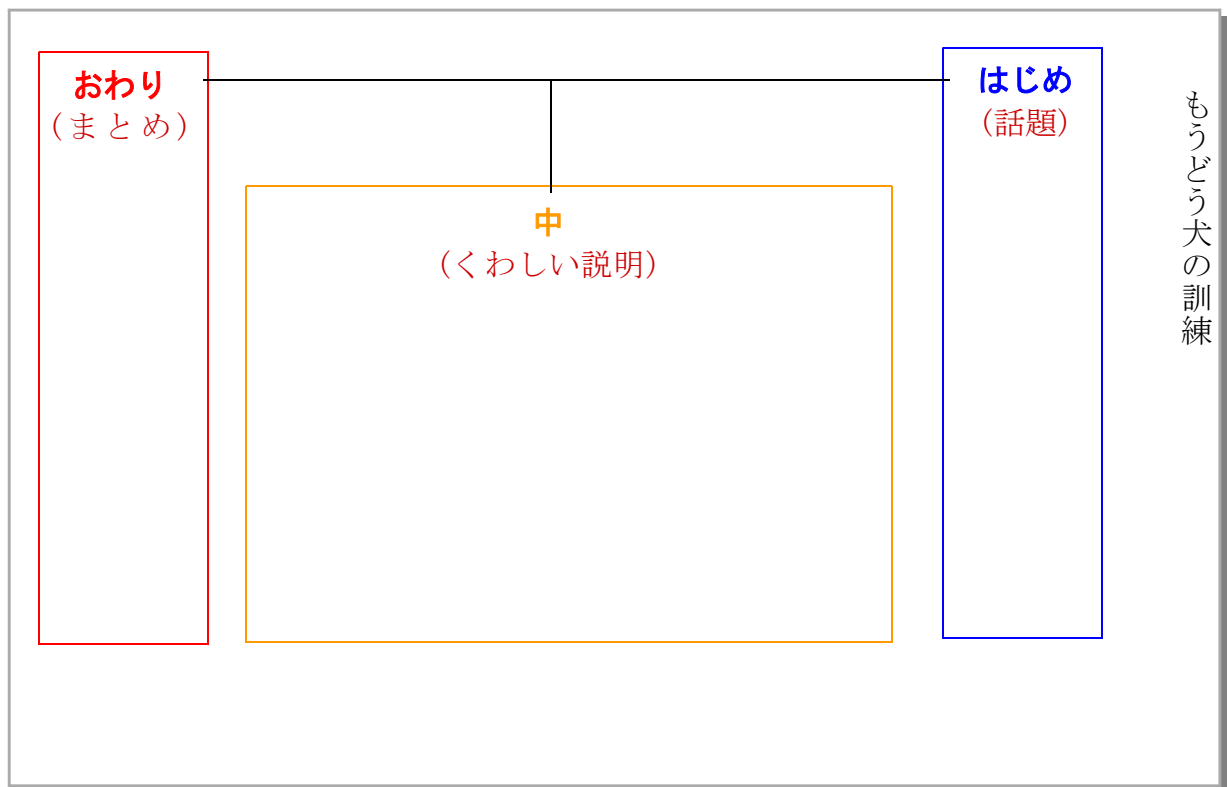 もうどう犬の訓練
はじめ
（話題）
中
（くわしい説明）
おわり
（まとめ）